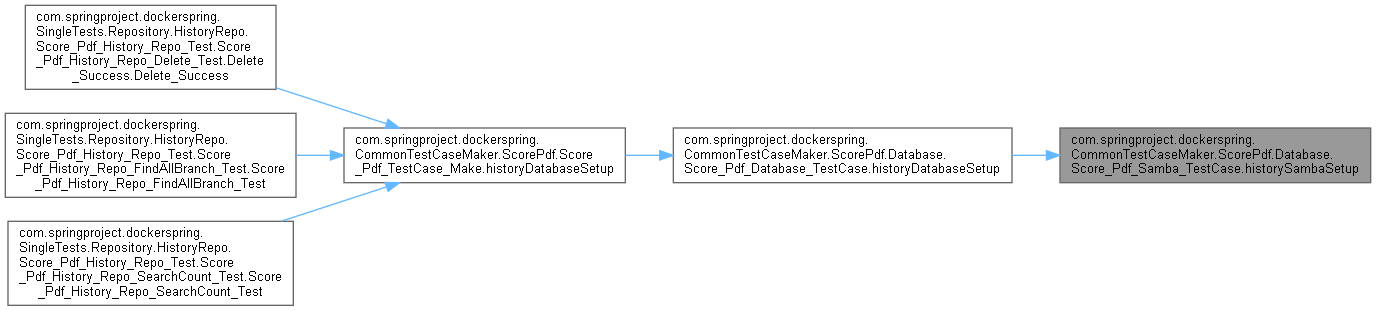 com.springproject.dockerspring.
SingleTests.Repository.HistoryRepo.
Score_Pdf_History_Repo_Test.Score
_Pdf_History_Repo_Delete_Test.Delete
_Success.Delete_Success
com.springproject.dockerspring.
SingleTests.Repository.HistoryRepo.
Score_Pdf_History_Repo_Test.Score
_Pdf_History_Repo_FindAllBranch_Test.Score
_Pdf_History_Repo_FindAllBranch_Test
com.springproject.dockerspring.
SingleTests.Repository.HistoryRepo.
Score_Pdf_History_Repo_Test.Score
_Pdf_History_Repo_SearchCount_Test.Score
_Pdf_History_Repo_SearchCount_Test
com.springproject.dockerspring.
CommonTestCaseMaker.ScorePdf.Score
_Pdf_TestCase_Make.historyDatabaseSetup
com.springproject.dockerspring.
CommonTestCaseMaker.ScorePdf.Database.
Score_Pdf_Database_TestCase.historyDatabaseSetup
com.springproject.dockerspring.
CommonTestCaseMaker.ScorePdf.Database.
Score_Pdf_Samba_TestCase.historySambaSetup